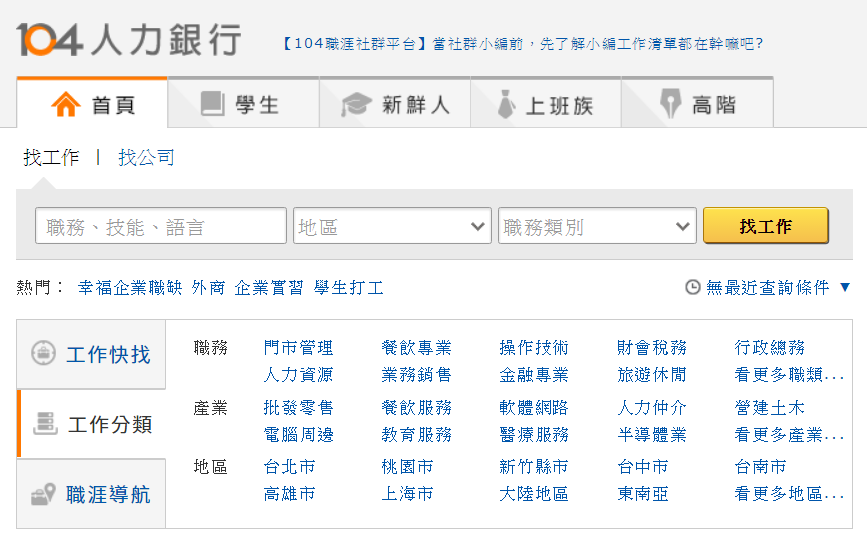 104人力銀行 【104職涯社群平台】當社群小編前，先了解小編工作清單都在幹嘛吧?
首頁 學生 新鮮人 上班族 高階
找工作 | 找公司
職務、技能、語言 地區 職務類別 找工作
熱門： 幸福企業職缺 外商 企業實習 學生打工 無最近查詢條件 ▼
工作快找
工作分類
職涯導航
職務 門市管理 餐飲專業 操作技術 財會稅務 行政總務
人力資源 業務銷售 金融專業 旅遊休閒 看更多職類...
產業 批發零售 餐飲服務 軟體網路 人力仲介 營建土木
電腦周邊 教育服務 醫療服務 半導體業 看更多產業...
地區 台北市 桃園市 新竹縣市 台中市 台南市
高雄市 上海市 大陸地區 東南亞 看更多地區...